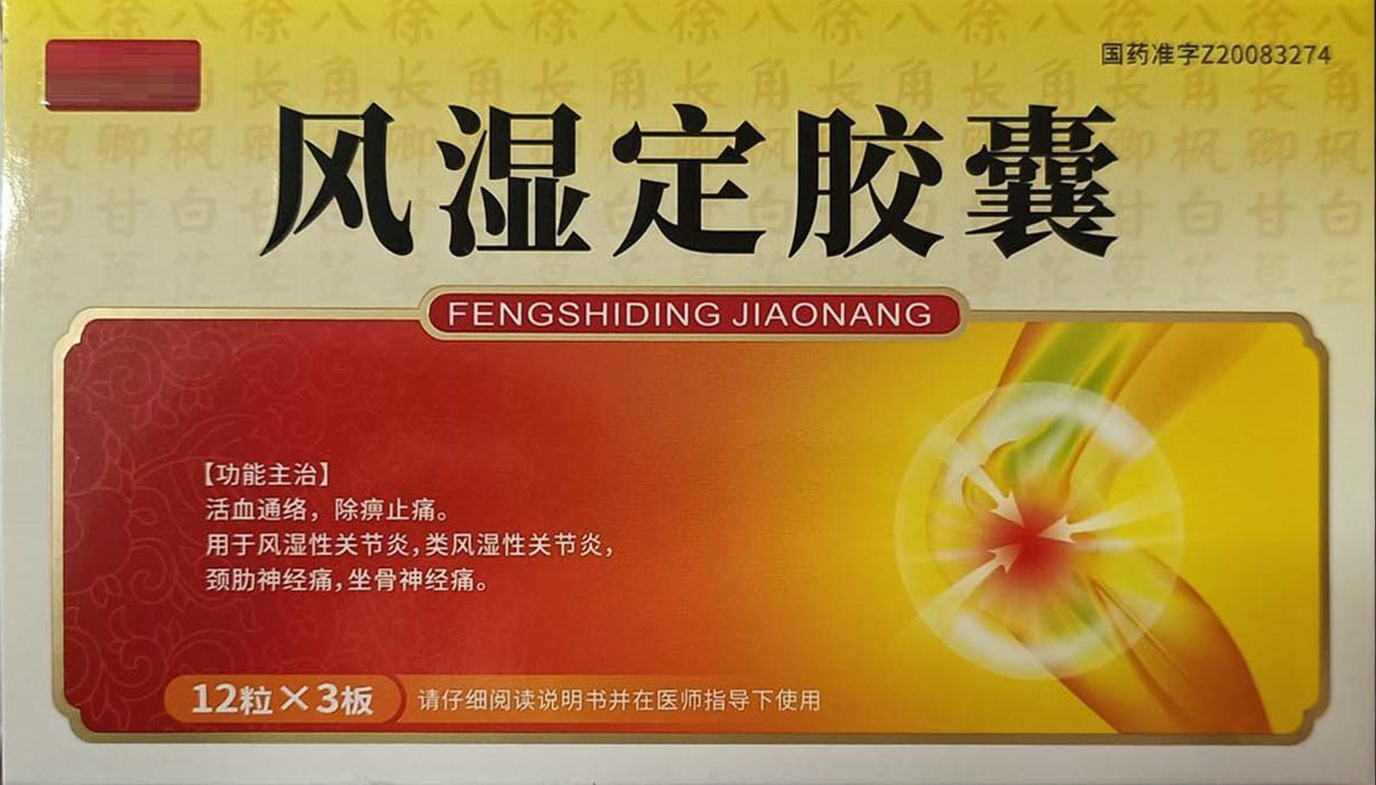 国药准字Z20083274
风湿定胶囊
FENGSHIDING JIAONANG
【功能主治】
活血通络，除痹止痛。
用于风湿性关节炎，类风湿性关节炎，
颈肋神经痛，坐骨神经痛。
12粒×3板
请仔细阅读说明书并在医师指导下使用